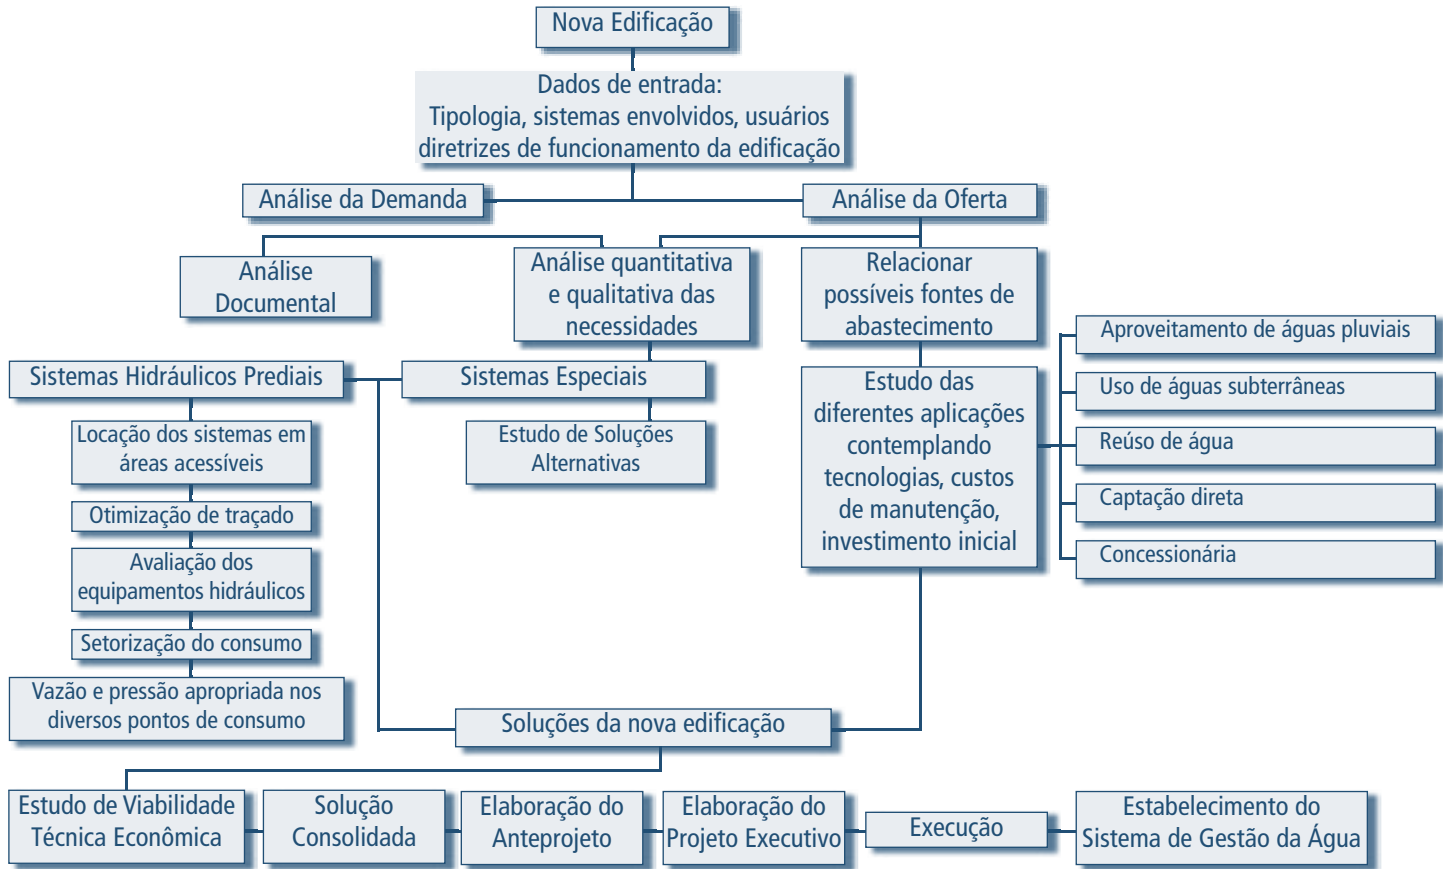 Nova Edificação
Dados de entrada:
Tipologia, sistemas envolvidos, usuários
diretrizes de funcionamento da edificação
Análise da Demanda
Análise da Oferta
Análise
Documental
Análise quantitativa
e qualitativa das
necessidades
Relacionar
possíveis fontes de
abastecimento
Sistemas Hidráulicos Prediais
Sistemas Especiais
Locação dos sistemas em
áreas acessíveis
Otimização de traçado
Avaliação dos
equipamentos hidráulicos
Setorização do consumo
Vazão e pressão apropriada nos
diversos pontos de consumo
Estudo de Soluções
Alternativas
Estudo das
diferentes aplicações
contemplando
tecnologias, custos
de manutenção,
investimento inicial
Aproveitamento de águas pluviais
Uso de águas subterrâneas
Reúso de água
Captação direta
Concessionária
Soluções da nova edificação
Estudo de Viabilidade
Técnica Econômica
Solução
Consolidada
Elaboração do
Anteprojeto
Elaboração do
Projeto Executivo
Execução
Estabelecimento do
Sistema de Gestão da Água